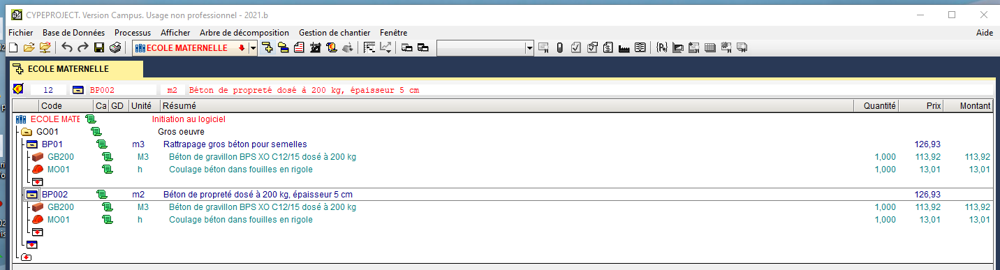 CYPEPROJECT. Version Campus. Usage non professionnel - 2021.b
Fichier Base de Données Processus Afficher Arbre de décomposition Gestion de chantier Fenêtre Aide
ECOLE MATERNELLE
ECOLE MATERNELLE
12 BP002 m2 Béton de propreté dosé à 200 kg, épaisseur 5 cm
Code Ca GD Unité Résumé Quantité Prix Montant
ECOLE MATE Initiation au logiciel
GO01 Gros oeuvre
BP01 m3 Rattrapage gros béton pour semelles 126,93
GB200 M3 Béton de gravillon BPS XO C12/15 dosé à 200 kg 1,000 113,92 113,92
MO01 h Coulage béton dans fouilles en rigole 1,000 13,01 13,01
BP002 m2 Béton de propreté dosé à 200 kg, épaisseur 5 cm 126,93
GB200 M3 Béton de gravillon BPS XO C12/15 dosé à 200 kg 1,000 113,92 113,92
MO01 h Coulage béton dans fouilles en rigole 1,000 13,01 13,01